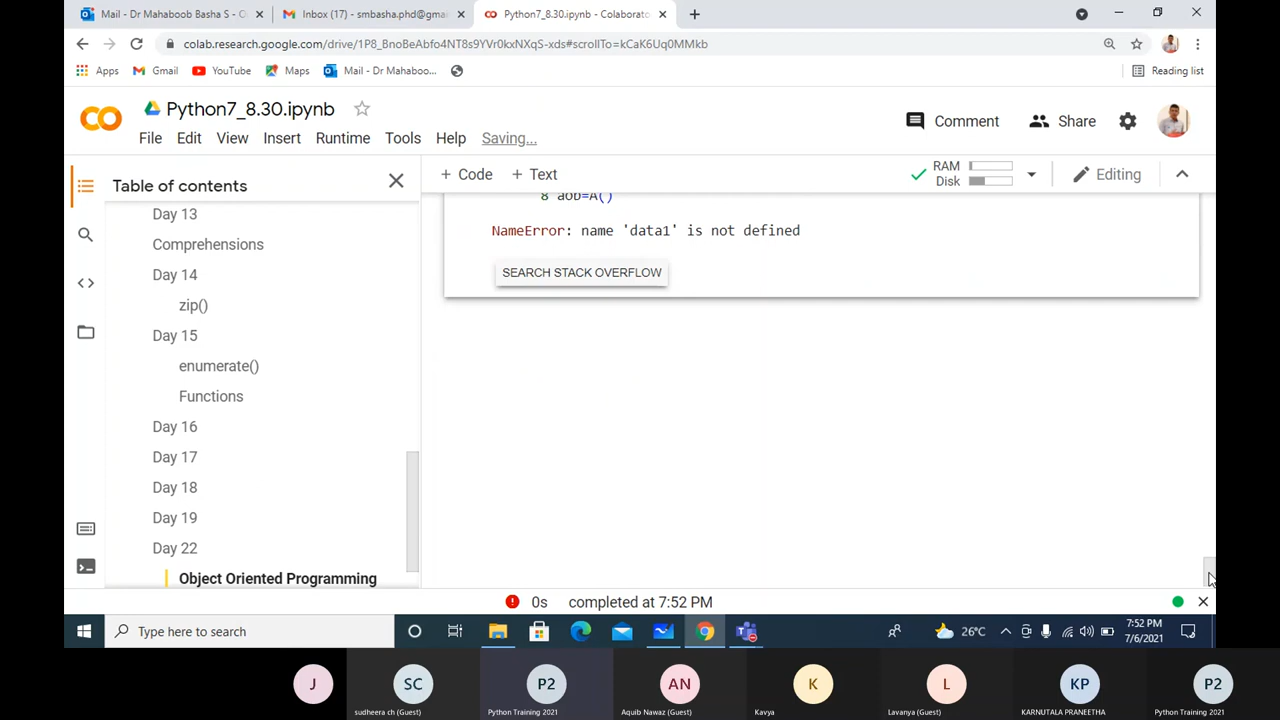 Mail - Dr Mahaboob Basha S - O
Inbox (17) - smbasha.phd@gmai
Python7_8.30.ipynb - Colaborato
colab.research.google.com/drive/1P8_BnoBeAbfo4NT8s9YVr0kxNXqS-xds#scrollTo=kCaK6Uq0MMkb
Apps Gmail YouTube Maps Mail - Dr Mahaboo... Reading list
Python7_8.30.ipynb
Comment Share
File Edit View Insert Runtime Tools Help Saving...
Table of contents
+ Code + Text
RAM
Disk
Editing
Day 13
Comprehensions
Day 14
zip()
Day 15
enumerate()
Functions
Day 16
Day 17
Day 18
Day 19
Day 22
Object Oriented Programming
8 aob=A()
NameError: name 'data1' is not defined
SEARCH STACK OVERFLOW
0s completed at 7:52 PM
Type here to search
26°C
7:52 PM
7/6/2021
J SC P2 AN K L KP P2
sudheera ch (Guest) Python Training 2021 Aquib Nawaz (Guest) Kavya Lavanya (Guest) KARNUTALA PRANEETHA Python Training 2021